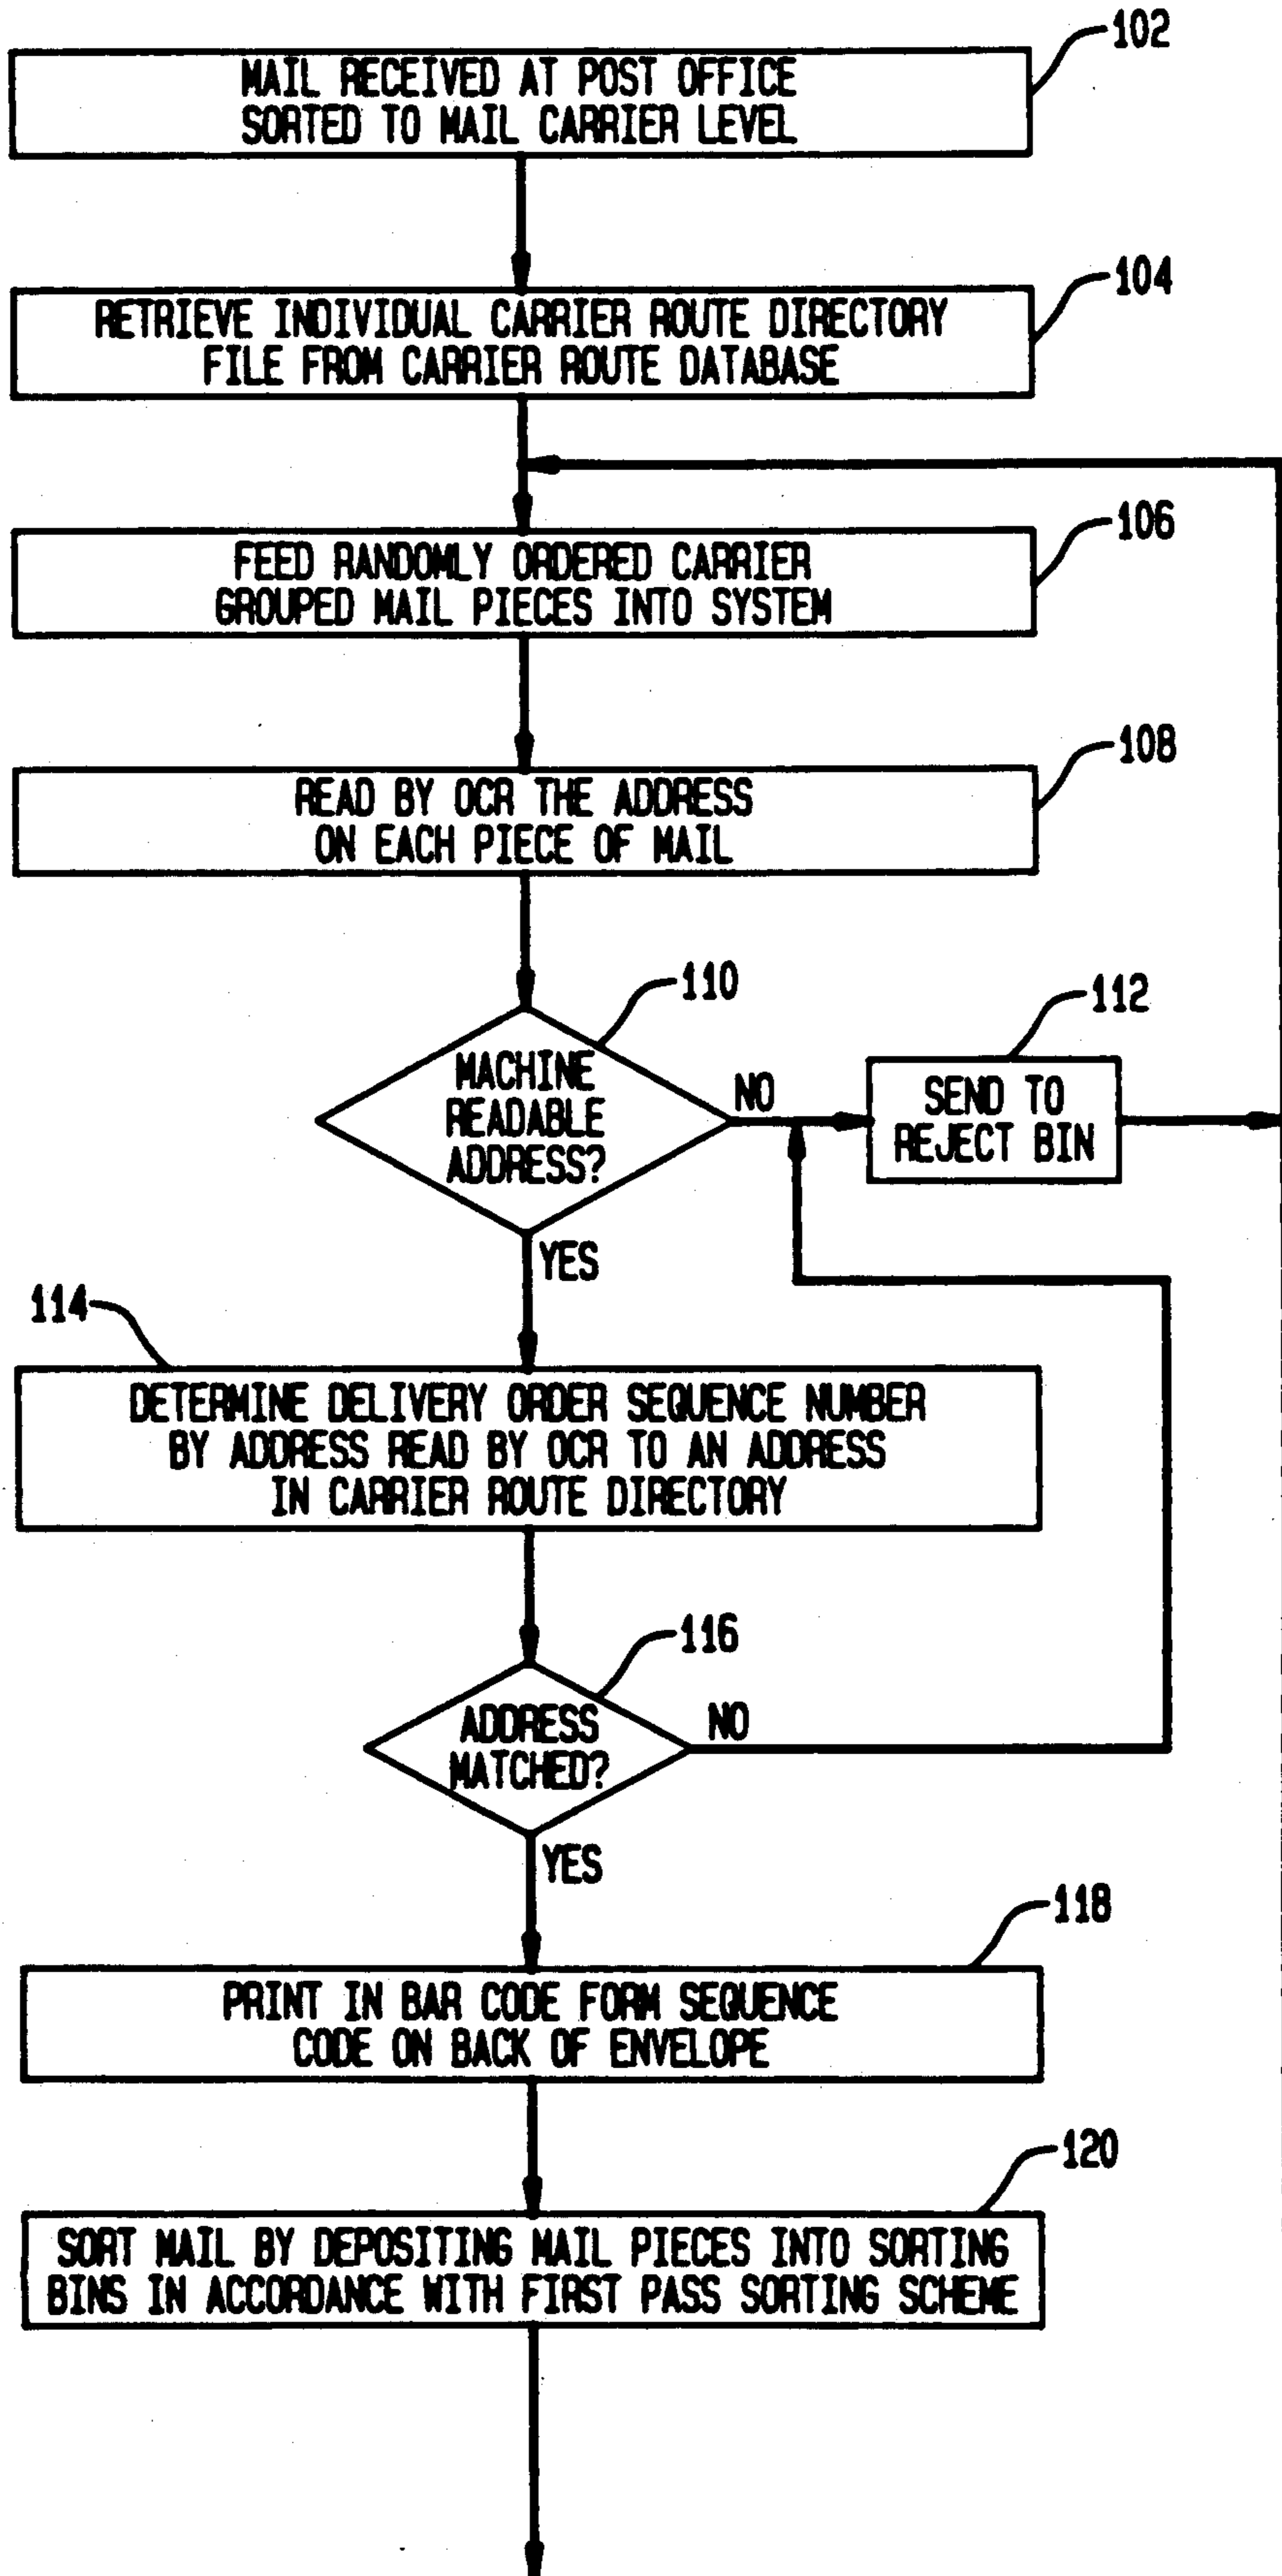 102
MAIL RECEIVED AT POST OFFICE
SORTED TO MAIL CARRIER LEVEL
104
RETRIEVE INDIVIDUAL CARRIER ROUTE DIRECTORY
FILE FROM CARRIER ROUTE DATABASE
106
FEED RANDOMLY ORDERED CARRIER
GROUPED MAIL PIECES INTO SYSTEM
108
READ BY OCR THE ADDRESS
ON EACH PIECE OF MAIL
110
112
MACHINE
READABLE
ADDRESS?
NO
SEND TO
REJECT BIN
YES
114
DETERMINE DELIVERY ORDER SEQUENCE NUMBER
BY ADDRESS READ BY OCR TO AN ADDRESS
IN CARRIER ROUTE DIRECTORY
116
ADDRESS
MATCHED?
NO
YES
118
PRINT IN BAR CODE FORM SEQUENCE
CODE ON BACK OF ENVELOPE
120
SORT MAIL BY DEPOSITING MAIL PIECES INTO SORTING
BINS IN ACCORDANCE WITH FIRST PASS SORTING SCHEME